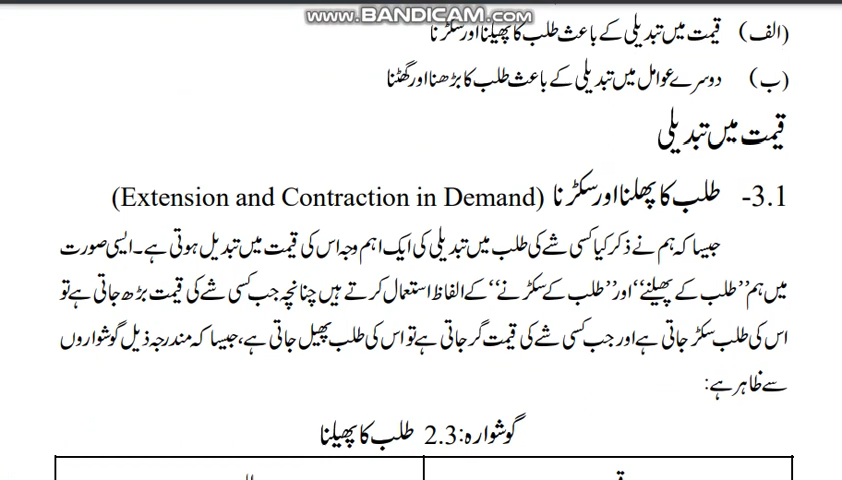 www.BANDICAM.com
(الف) قیمت میں تبدیلی کے باعث طلب کا پھیلنا اور سکڑنا
(ب) دوسرے عوامل میں تبدیلی کے باعث طلب کا بڑھنا اور گھٹنا
قیمت میں تبدیلی
3.1- طلب کا پھلنا اور سکڑنا (Extension and Contraction in Demand)
جیسا کہ ہم نے ذکر کیا کسی شے کی طلب میں تبدیلی کی ایک اہم وجہ اس کی قیمت میں تبدیل ہوتی ہے۔ ایسی صورت
میں ہم ”طلب کے پھیلنے“ اور ”طلب کے سکڑنے“ کے الفاظ استعمال کرتے ہیں چنانچہ جب کسی شے کی قیمت بڑھ جاتی ہے تو
اس کی طلب سکڑ جاتی ہے اور جب کسی شے کی قیمت گر جاتی ہے تو اس کی طلب پھیل جاتی ہے، جیسا کہ مندرجہ ذیل گوشواروں
سے ظاہر ہے:
گوشوارہ: 2.3 طلب کا پھیلنا